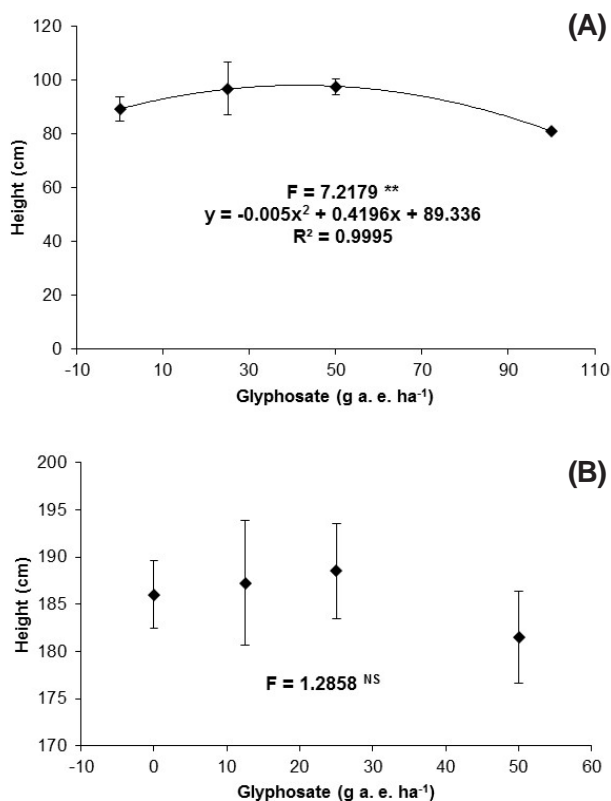 (A)
120
100
80
60
40
20
0
Height (cm)
F = 7.2179 **
y = -0.005x² + 0.4196x + 89.336
R² = 0.9995
-10 10 30 50 70 90 110
Glyphosate (g a. e. ha⁻¹)
(B)
200
195
190
185
180
175
170
Height (cm)
F = 1.2858 ᴺˢ
-10 0 10 20 30 40 50 60
Glyphosate (g a. e. ha⁻¹)